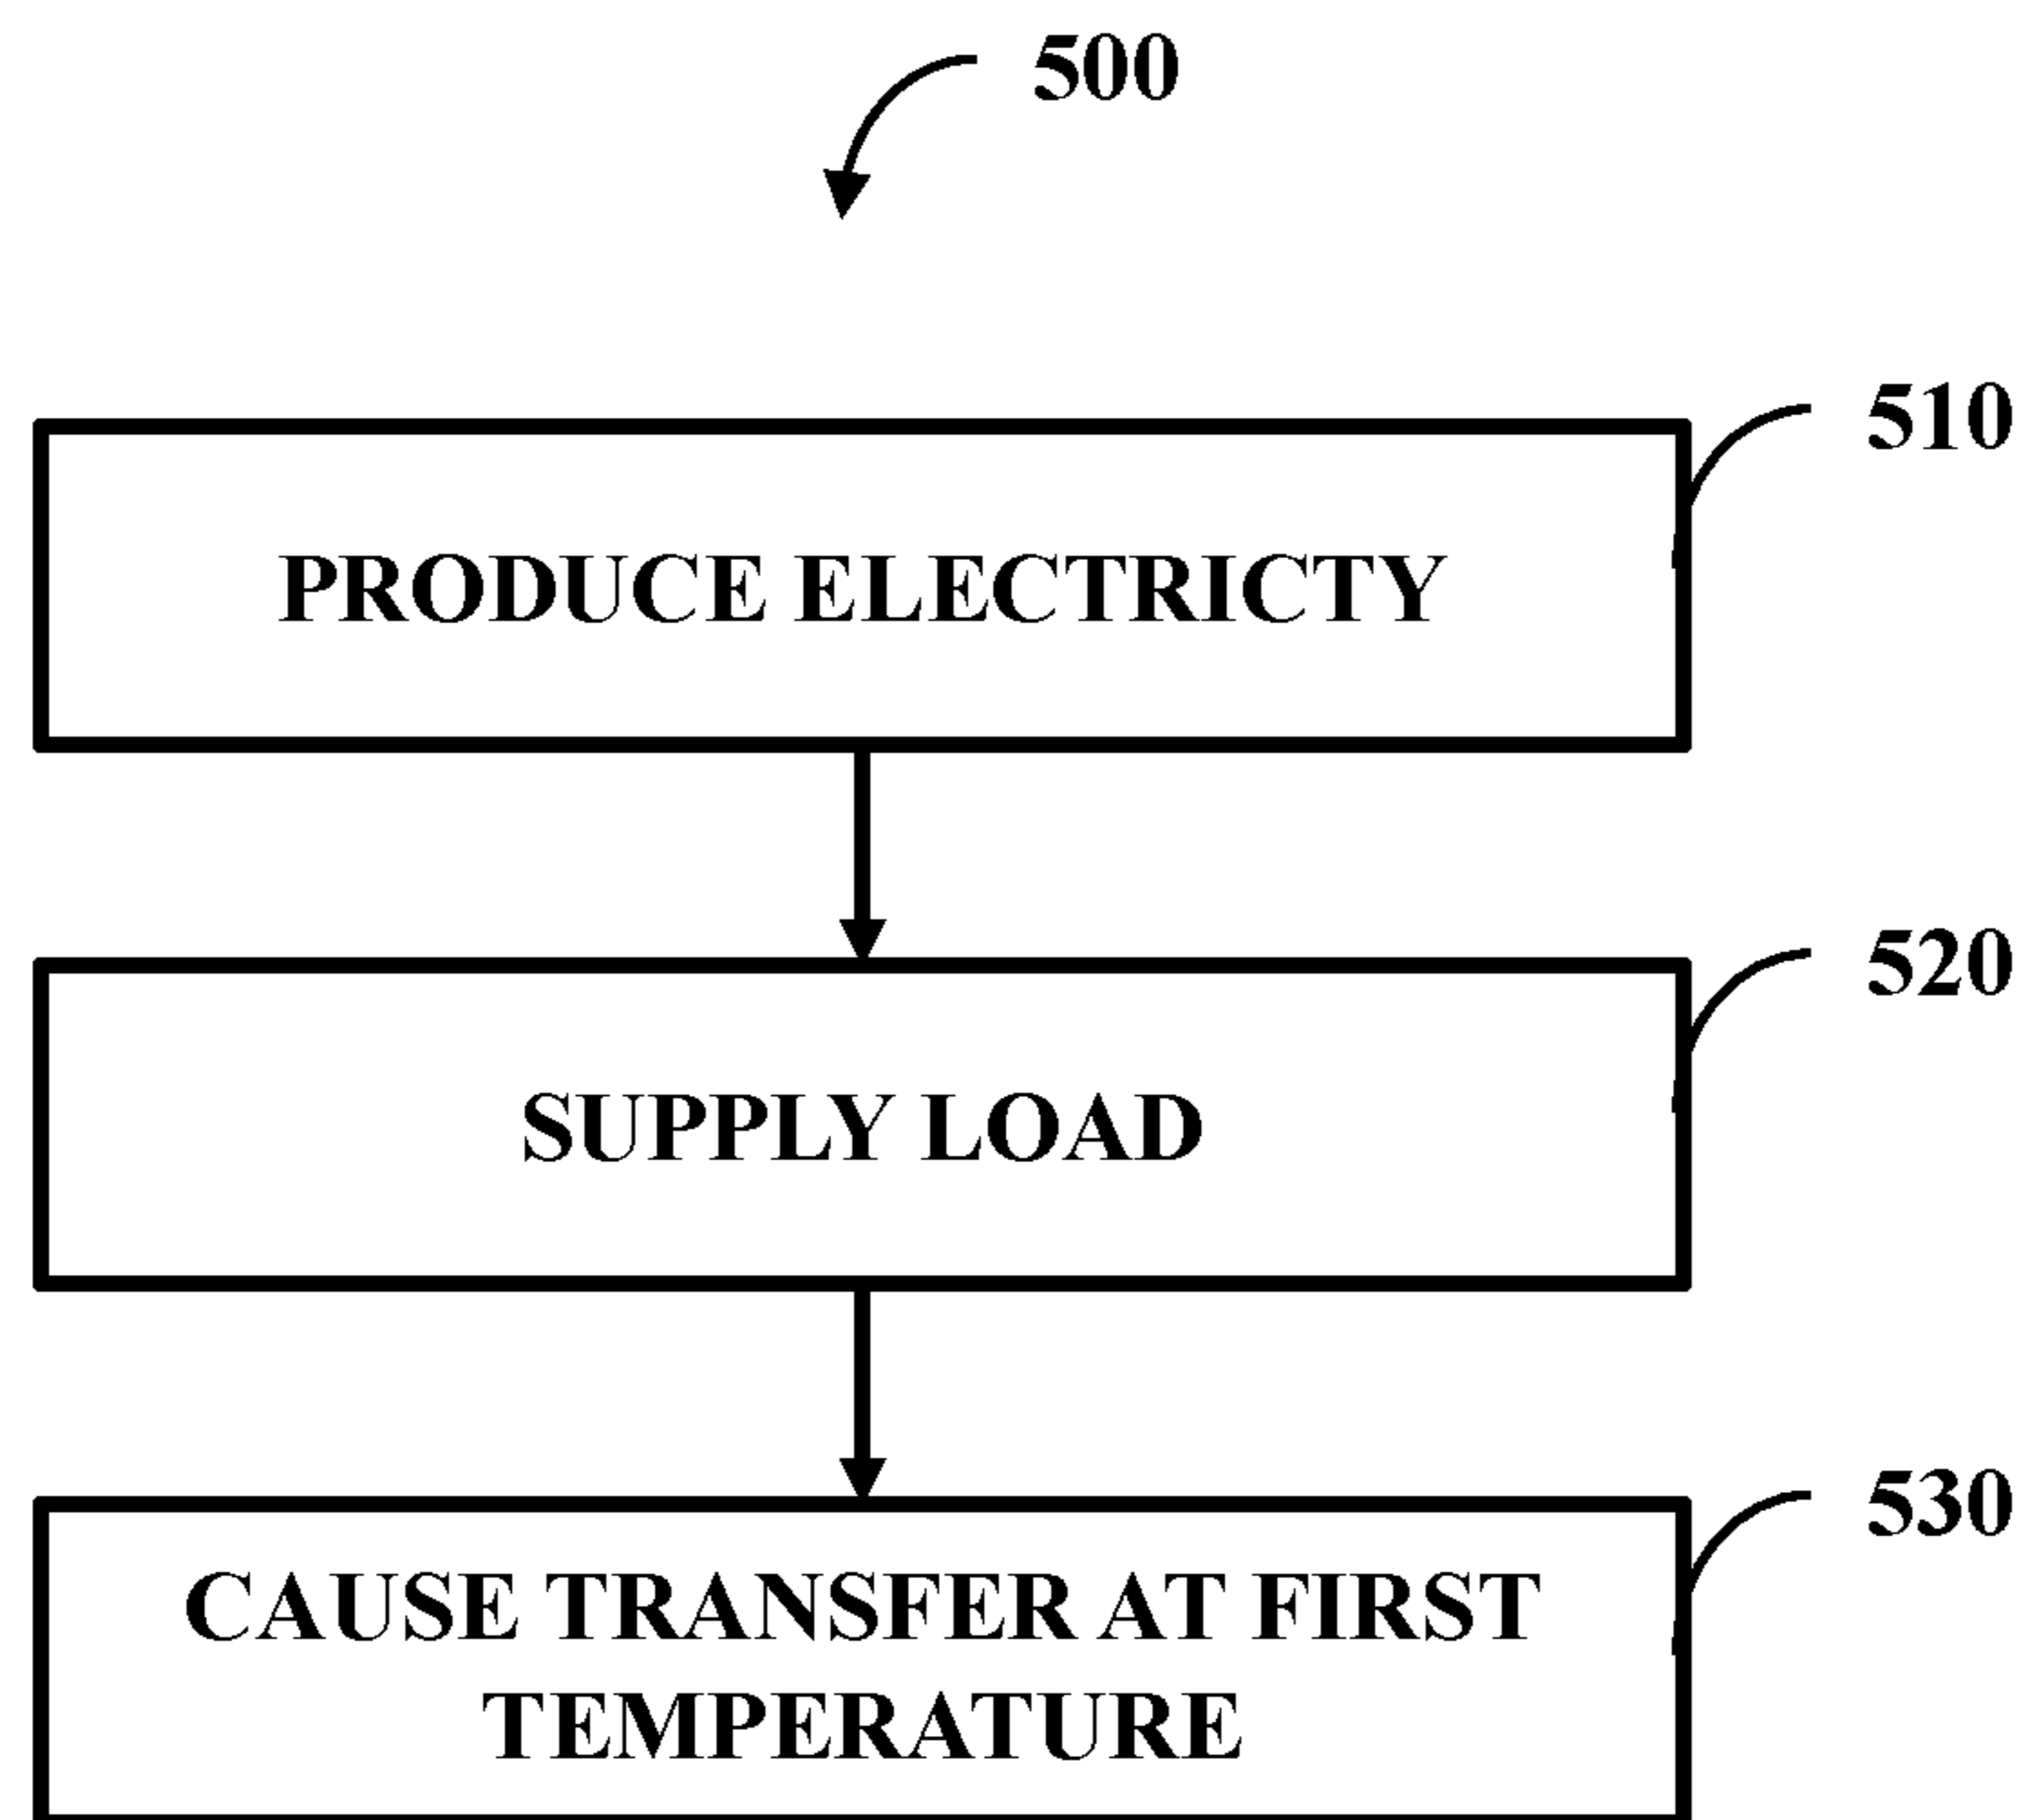 500
510
PRODUCE ELECTRICTY
520
SUPPLY LOAD
530
CAUSE TRANSFER AT FIRST
TEMPERATURE